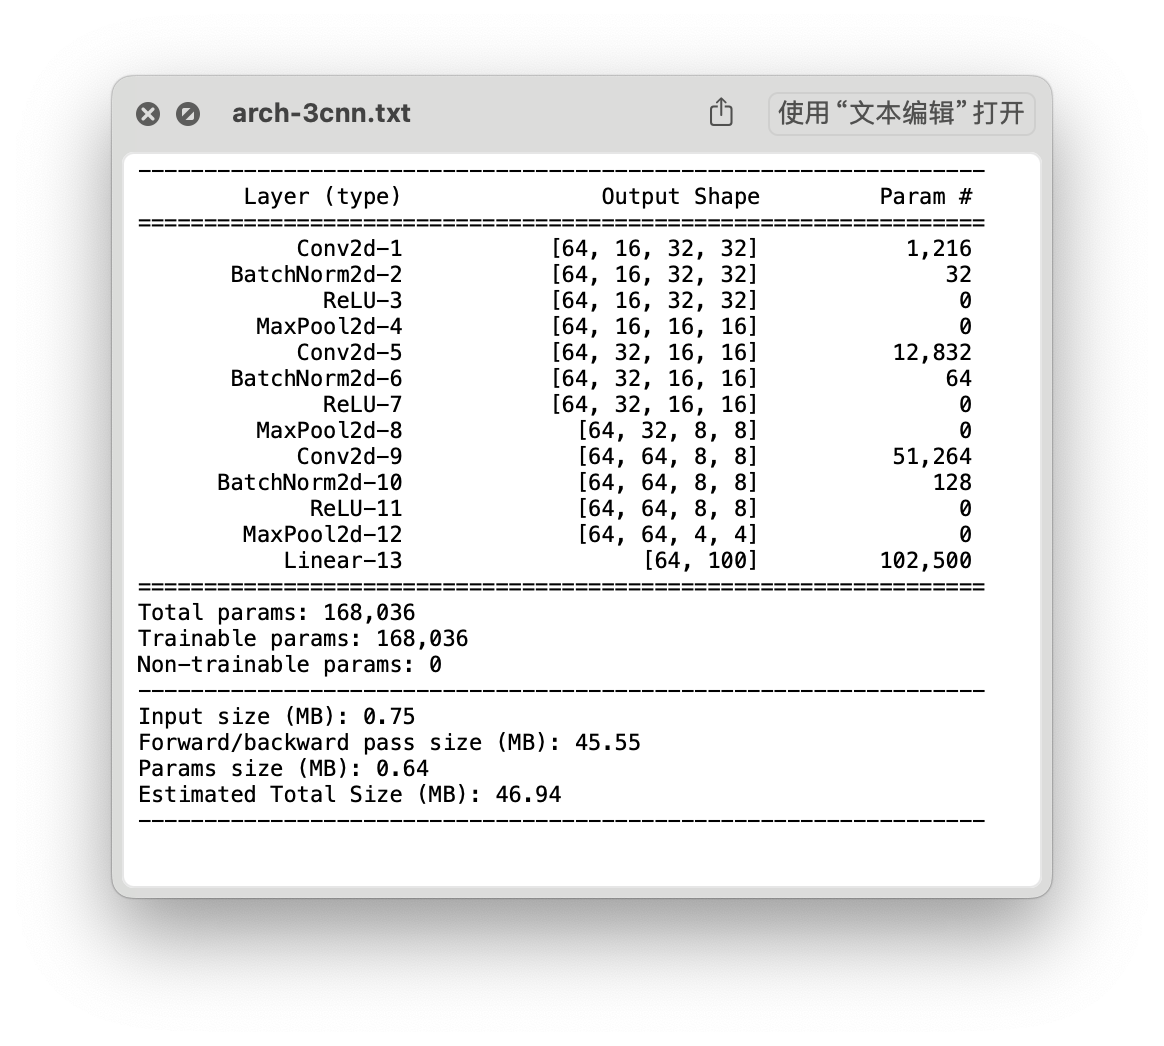 arch-3cnn.txt
使用“文本编辑”打开
----------------------------------------------------------------
Layer (type) Output Shape Param #
================================================================
Conv2d-1 [64, 16, 32, 32] 1,216
BatchNorm2d-2 [64, 16, 32, 32] 32
ReLU-3 [64, 16, 32, 32] 0
MaxPool2d-4 [64, 16, 16, 16] 0
Conv2d-5 [64, 32, 16, 16] 12,832
BatchNorm2d-6 [64, 32, 16, 16] 64
ReLU-7 [64, 32, 16, 16] 0
MaxPool2d-8 [64, 32, 8, 8] 0
Conv2d-9 [64, 64, 8, 8] 51,264
BatchNorm2d-10 [64, 64, 8, 8] 128
ReLU-11 [64, 64, 8, 8] 0
MaxPool2d-12 [64, 64, 4, 4] 0
Linear-13 [64, 100] 102,500
================================================================
Total params: 168,036
Trainable params: 168,036
Non-trainable params: 0
----------------------------------------------------------------
Input size (MB): 0.75
Forward/backward pass size (MB): 45.55
Params size (MB): 0.64
Estimated Total Size (MB): 46.94
----------------------------------------------------------------